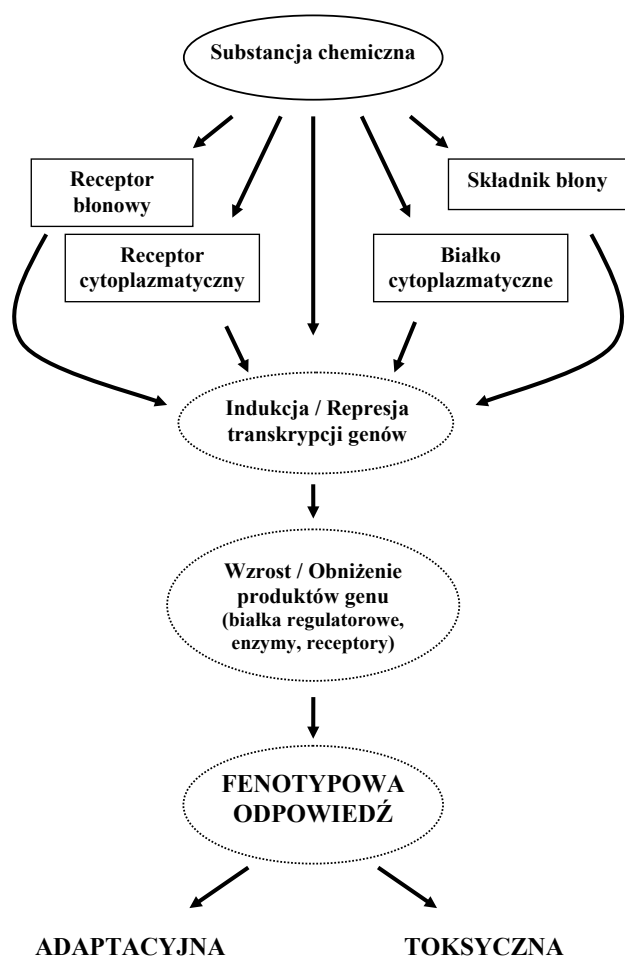 Substancja chemiczna
Receptor
błonowy
Składnik błony
Receptor
cytoplazmatyczny
Białko
cytoplazmatyczne
Indukcja / Represja
transkrypcji genów
Wzrost / Obniżenie
produktów genu
(białka regulatorowe,
enzymy, receptory)
FENOTYPOWA
ODPOWIEDŹ
ADAPTACYJNA
TOKSYCZNA